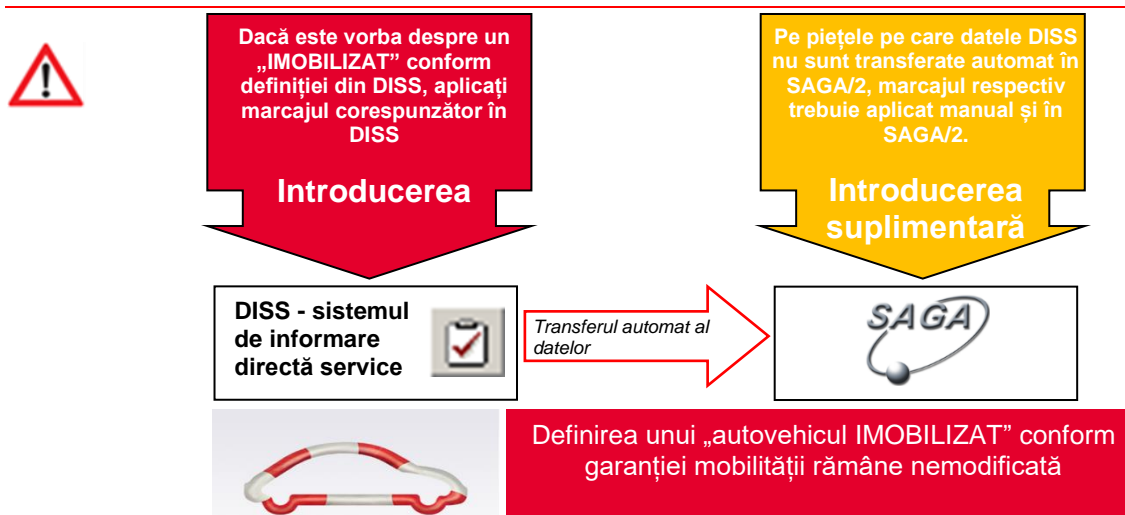 Dacă este vorba despre un
„IMOBILIZAT” conform
definiției din DISS, aplicați
marcajul corespunzător în
DISS
Introducerea
Pe piețele pe care datele DISS
nu sunt transferate automat în
SAGA/2, marcajul respectiv
trebuie aplicat manual și în
SAGA/2.
Introducerea
suplimentară
DISS - sistemul
de informare
directă service
Transferul automat al
datelor
SAGA
Definirea unui „autovehicul IMOBILIZAT” conform
garanției mobilității rămâne nemodificată